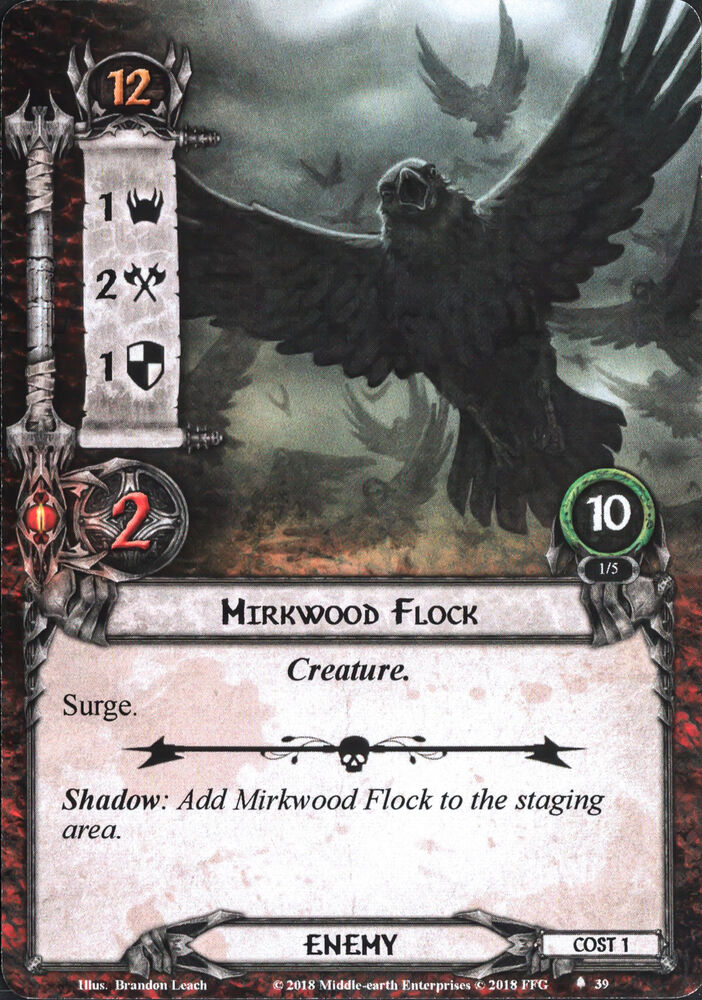 12
1
2
1
2
10
1/5
Mirkwood Flock
Creature.
Surge.
Shadow: Add Mirkwood Flock to the staging
area.
ENEMY
COST 1
Illus. Brandon Leach
© 2018 Middle-earth Enterprises © 2018 FFG
39